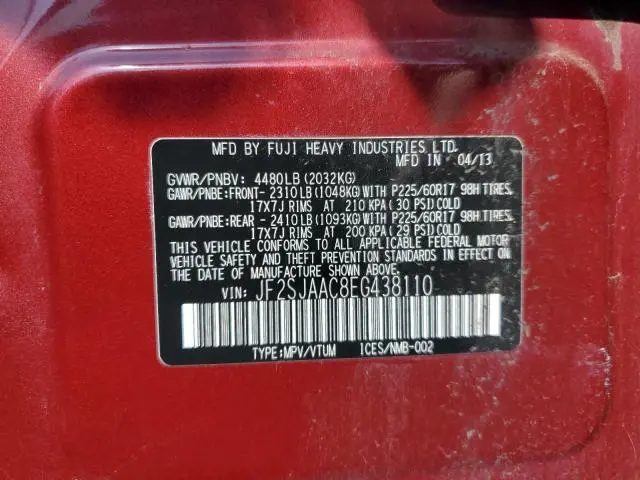 MFD BY FUJI HEAVY INDUSTRIES LTD.
MFD IN 04/13
GVWR/PNBV: 4480LB (2032KG)
GAWR/PNBE:FRONT- 2310LB (1048KG) WITH P225/60R17 98H TIRES,
17X7J RIMS AT 210 KPA (30 PSI) COLD
GAWR/PNBE:REAR - 2410LB (1093KG) WITH P225/60R17 98H TIRES,
17X7J RIMS AT 200 KPA (29 PSI) COLD
THIS VEHICLE CONFORMS TO ALL APPLICABLE FEDERAL MOTOR
VEHICLE SAFETY AND BUMPER STANDARDS IN EFFECT ON
THE DATE OF MANUFACTURE SHOWN ABOVE.
VIN: JF2SJAAC8EG438110
TYPE:MPV/VTUM ICES/NMB-002